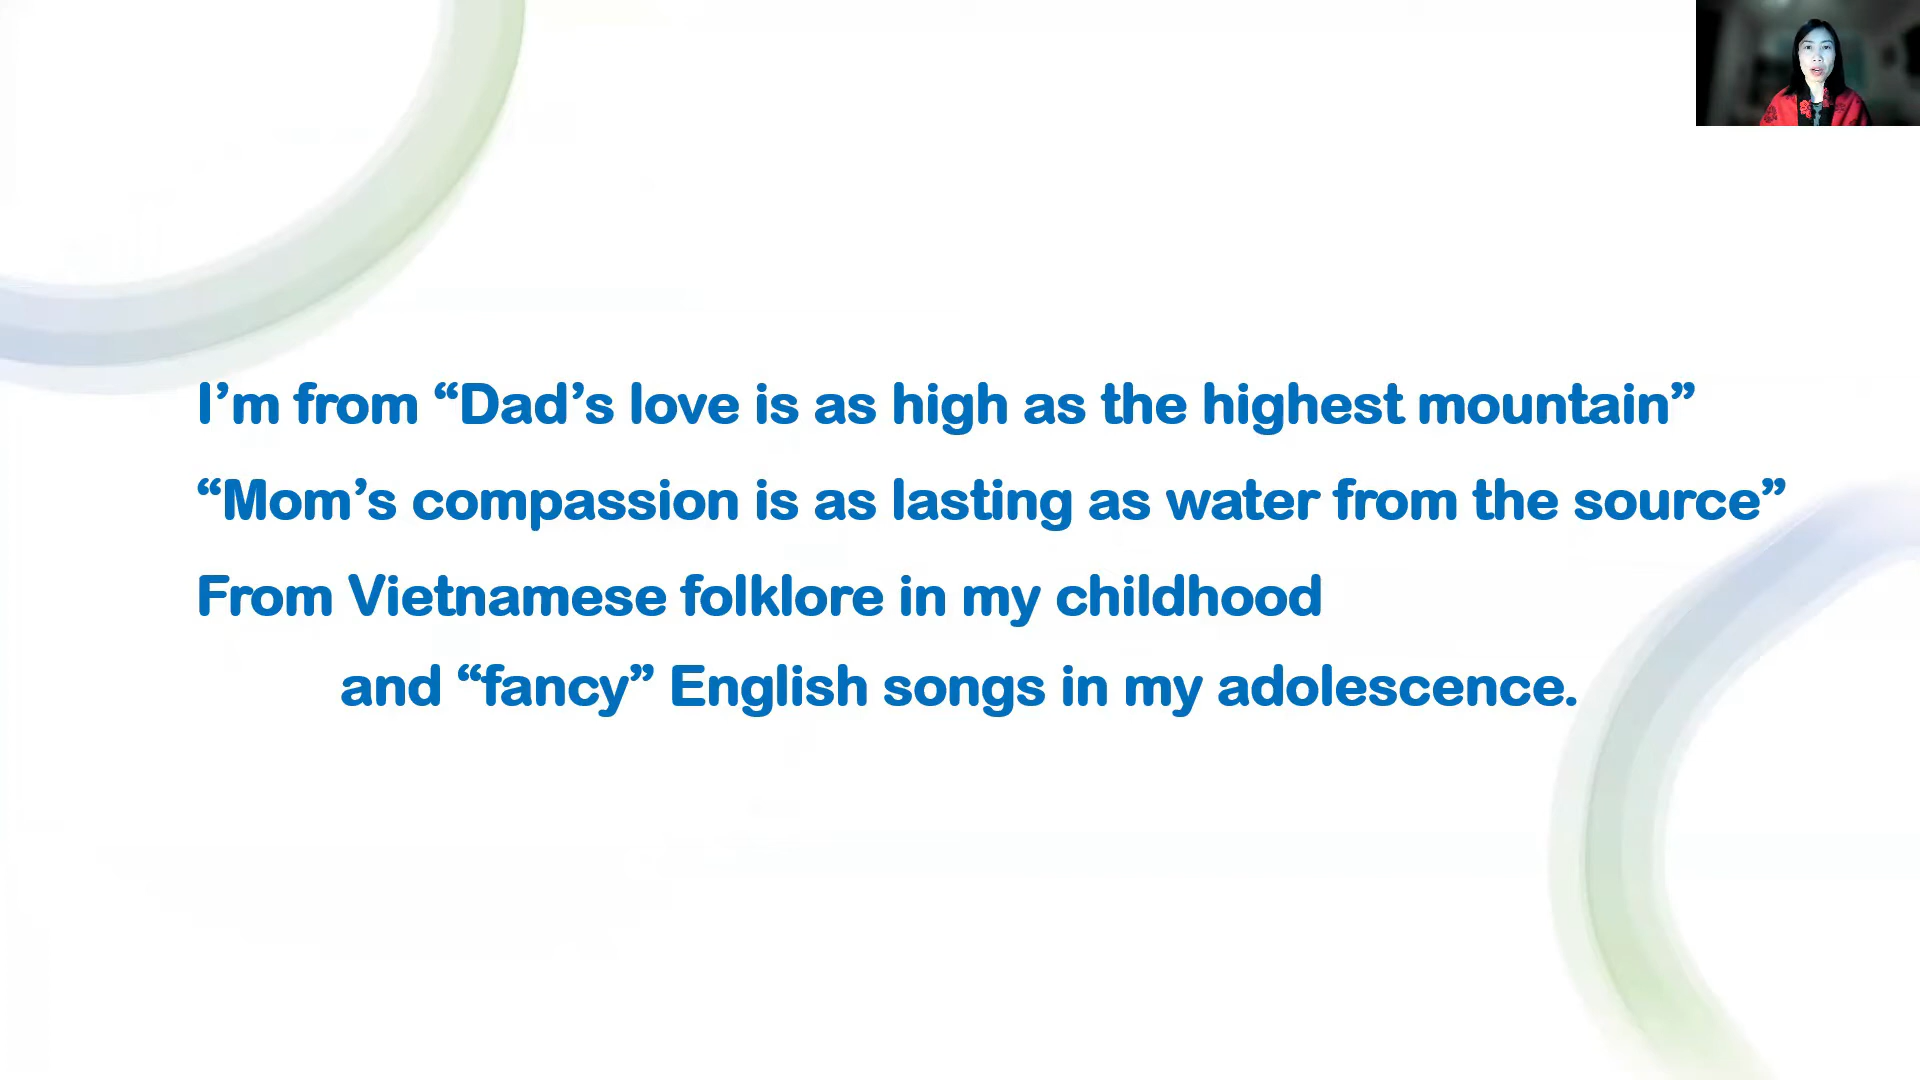 I’m from “Dad’s love is as high as the highest mountain”
“Mom’s compassion is as lasting as water from the source”
From Vietnamese folklore in my childhood
and “fancy” English songs in my adolescence.